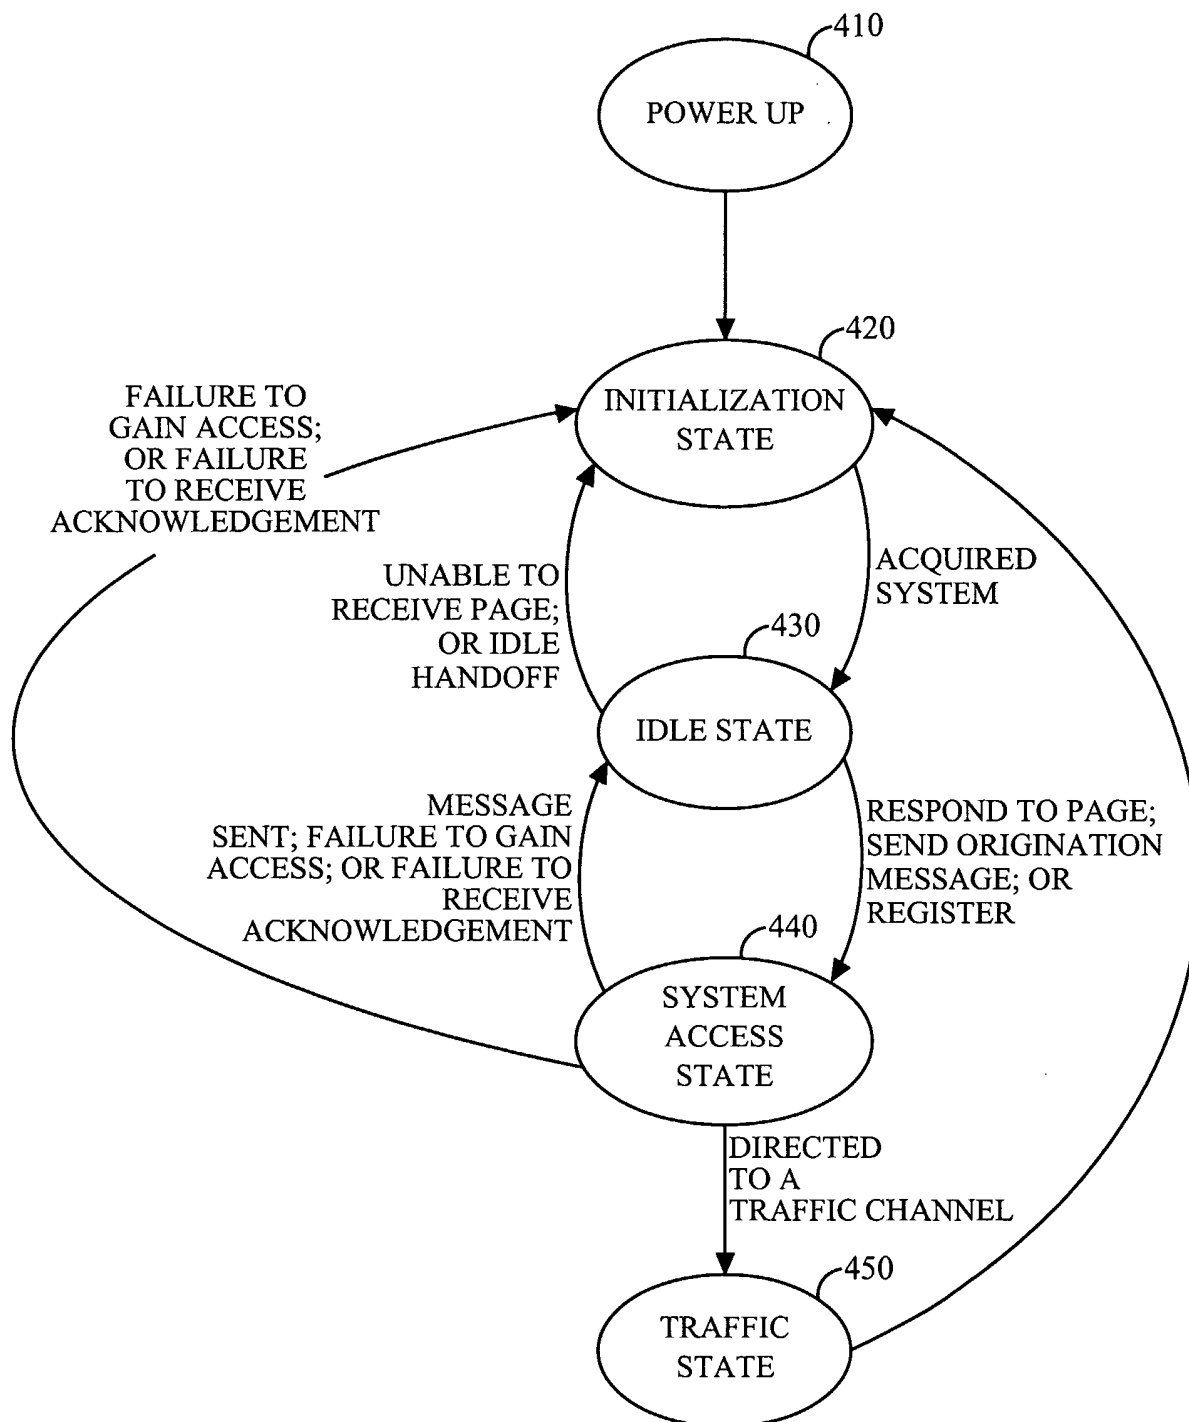 410
POWER UP
420
INITIALIZATION
STATE
FAILURE TO
GAIN ACCESS;
OR FAILURE
TO RECEIVE
ACKNOWLEDGEMENT
UNABLE TO
RECEIVE PAGE;
OR IDLE
HANDOFF
ACQUIRED
SYSTEM
430
IDLE STATE
MESSAGE
SENT; FAILURE TO GAIN
ACCESS; OR FAILURE TO
RECEIVE
ACKNOWLEDGEMENT
RESPOND TO PAGE;
SEND ORIGINATION
MESSAGE; OR
REGISTER
440
SYSTEM
ACCESS
STATE
DIRECTED
TO A
TRAFFIC CHANNEL
450
TRAFFIC
STATE